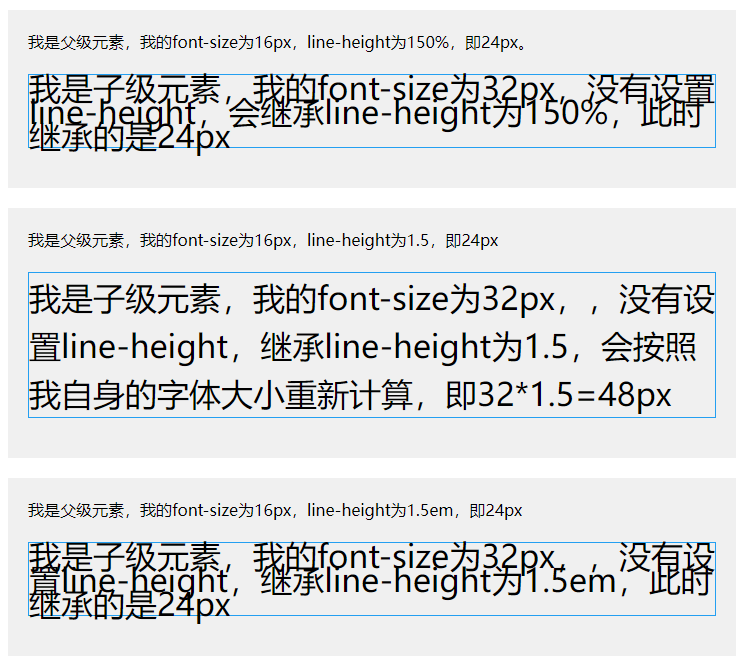 我是父级元素，我的font-size为16px，line-height为150%，即24px。
我是子级元素，我的font-size为32px，没有设置
line-height，会继承line-height为150%，此时
继承的是24px
我是父级元素，我的font-size为16px，line-height为1.5，即24px
我是子级元素，我的font-size为32px，，没有设
置line-height，继承line-height为1.5，会按照
我自身的字体大小重新计算，即32*1.5=48px
我是父级元素，我的font-size为16px，line-height为1.5em，即24px
我是子级元素，我的font-size为32px，，没有设
置line-height，继承line-height为1.5em，此时
继承的是24px